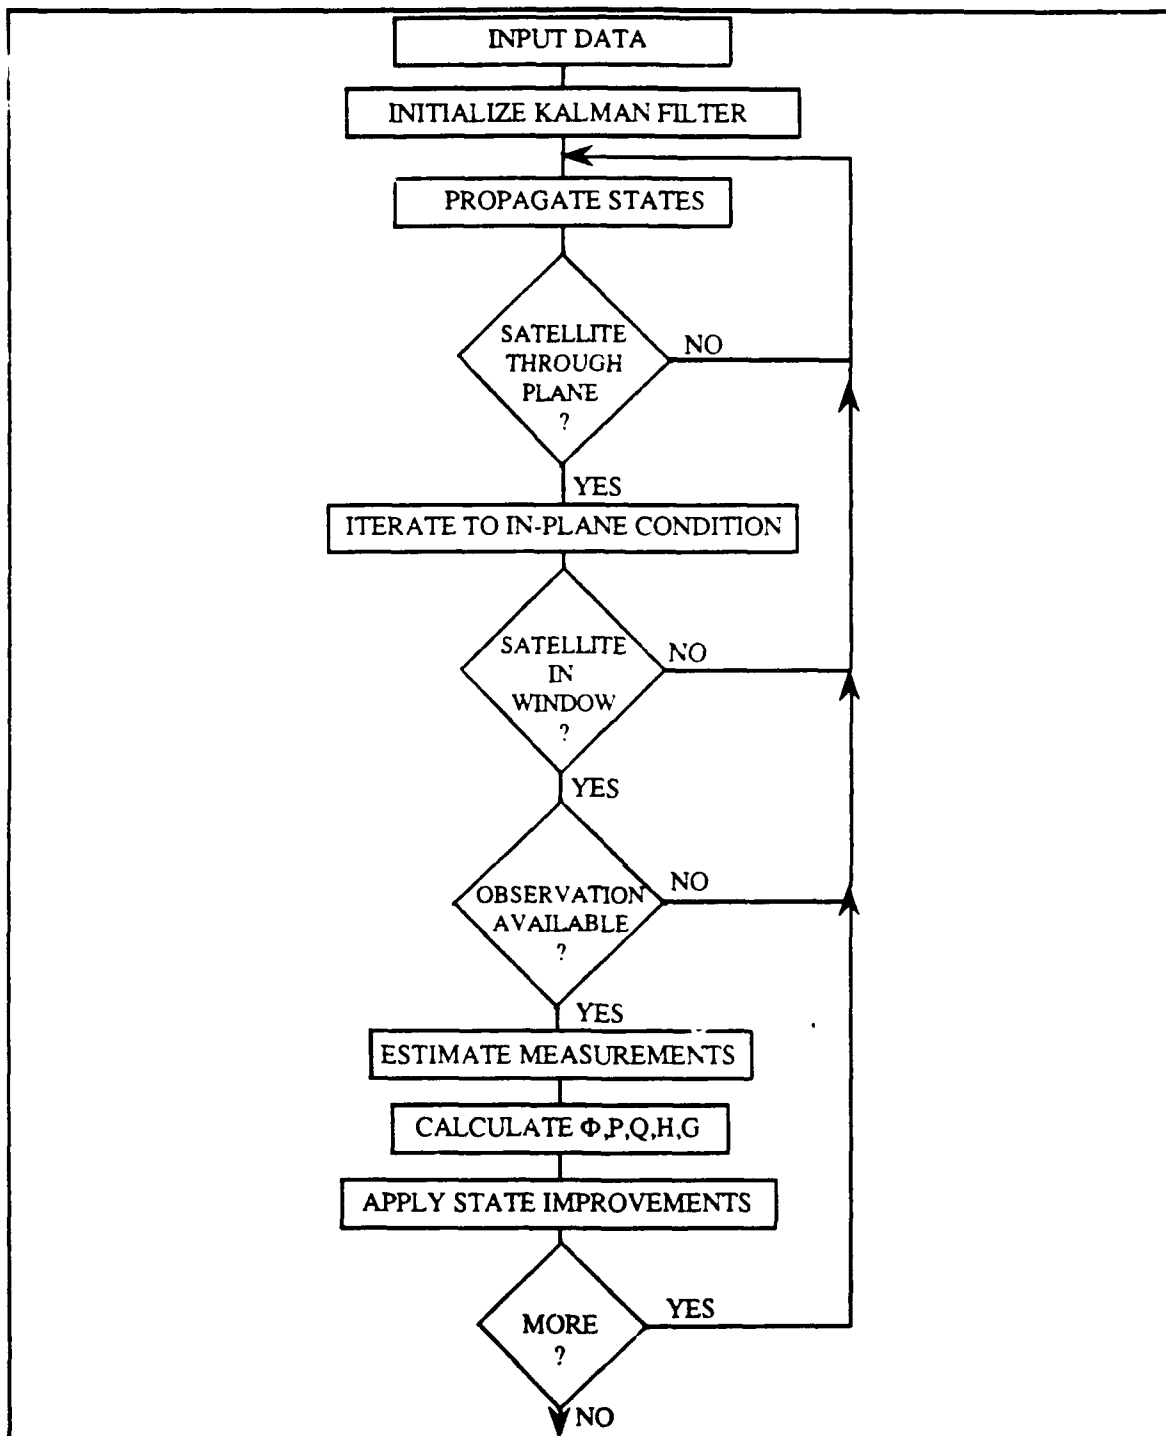 INPUT DATA
INITIALIZE KALMAN FILTER
PROPAGATE STATES
SATELLITE
THROUGH
PLANE
?
NO
YES
ITERATE TO IN-PLANE CONDITION
SATELLITE
IN
WINDOW
?
NO
YES
OBSERVATION
AVAILABLE
?
NO
YES
ESTIMATE MEASUREMENTS
CALCULATE Φ,P,Q,H,G
APPLY STATE IMPROVEMENTS
MORE
?
YES
NO